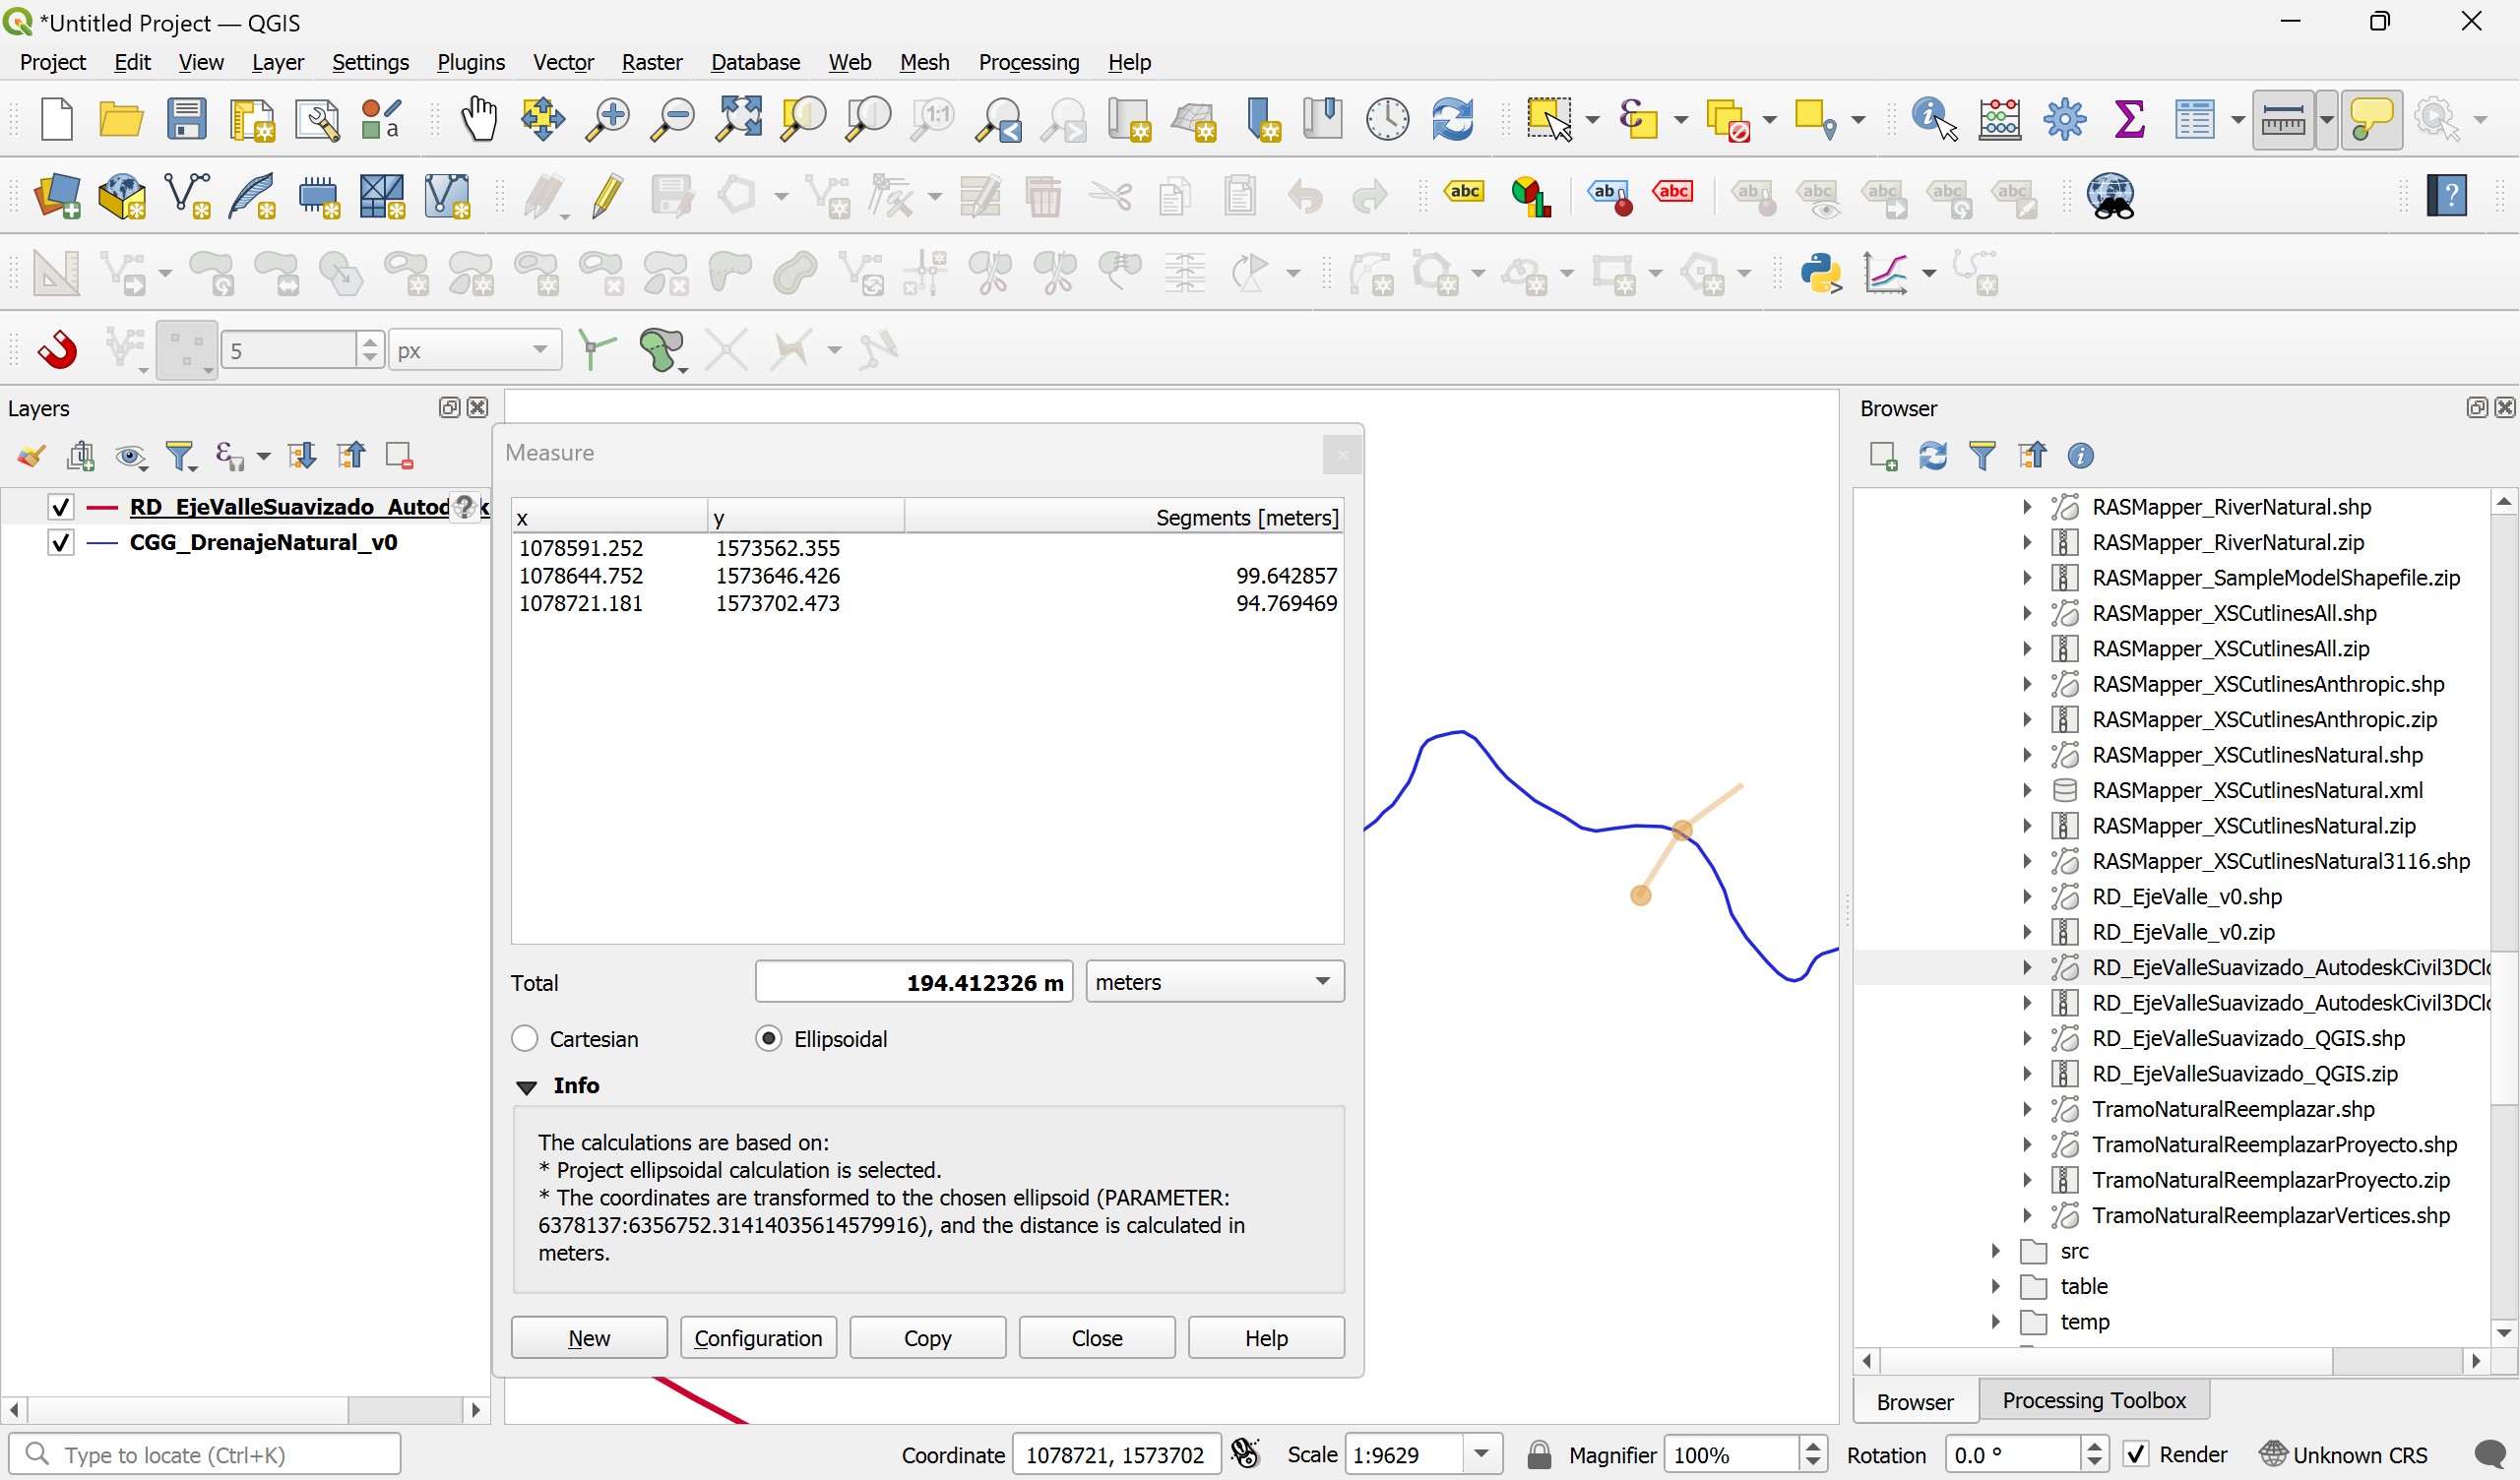 *Untitled Project — QGIS
Project Edit View Layer Settings Plugins Vector Raster Database Web Mesh Processing Help
5 px
Layers
RD_EjeValleSuavizado_Autod k
CGG_DrenajeNatural_v0
Measure
x y Segments [meters]
1078591.252 1573562.355
1078644.752 1573646.426 99.642857
1078721.181 1573702.473 94.769469
Total 194.412326 m meters
Cartesian Ellipsoidal
Info
The calculations are based on:
* Project ellipsoidal calculation is selected.
* The coordinates are transformed to the chosen ellipsoid (PARAMETER:
6378137:6356752.31414035614579916), and the distance is calculated in
meters.
New Configuration Copy Close Help
Browser
RASMapper_RiverNatural.shp
RASMapper_RiverNatural.zip
RASMapper_SampleModelShapefile.zip
RASMapper_XSCutlinesAll.shp
RASMapper_XSCutlinesAll.zip
RASMapper_XSCutlinesAnthropic.shp
RASMapper_XSCutlinesAnthropic.zip
RASMapper_XSCutlinesNatural.shp
RASMapper_XSCutlinesNatural.xml
RASMapper_XSCutlinesNatural.zip
RASMapper_XSCutlinesNatural3116.shp
RD_EjeValle_v0.shp
RD_EjeValle_v0.zip
RD_EjeValleSuavizado_AutodeskCivil3DCl
RD_EjeValleSuavizado_AutodeskCivil3DCl
RD_EjeValleSuavizado_QGIS.shp
RD_EjeValleSuavizado_QGIS.zip
TramoNaturalReemplazar.shp
TramoNaturalReemplazarProyecto.shp
TramoNaturalReemplazarProyecto.zip
TramoNaturalReemplazarVertices.shp
src
table
temp
Browser Processing Toolbox
Type to locate (Ctrl+K) Coordinate 1078721, 1573702 Scale 1:9629 Magnifier 100% Rotation 0.0 ° Render Unknown CRS